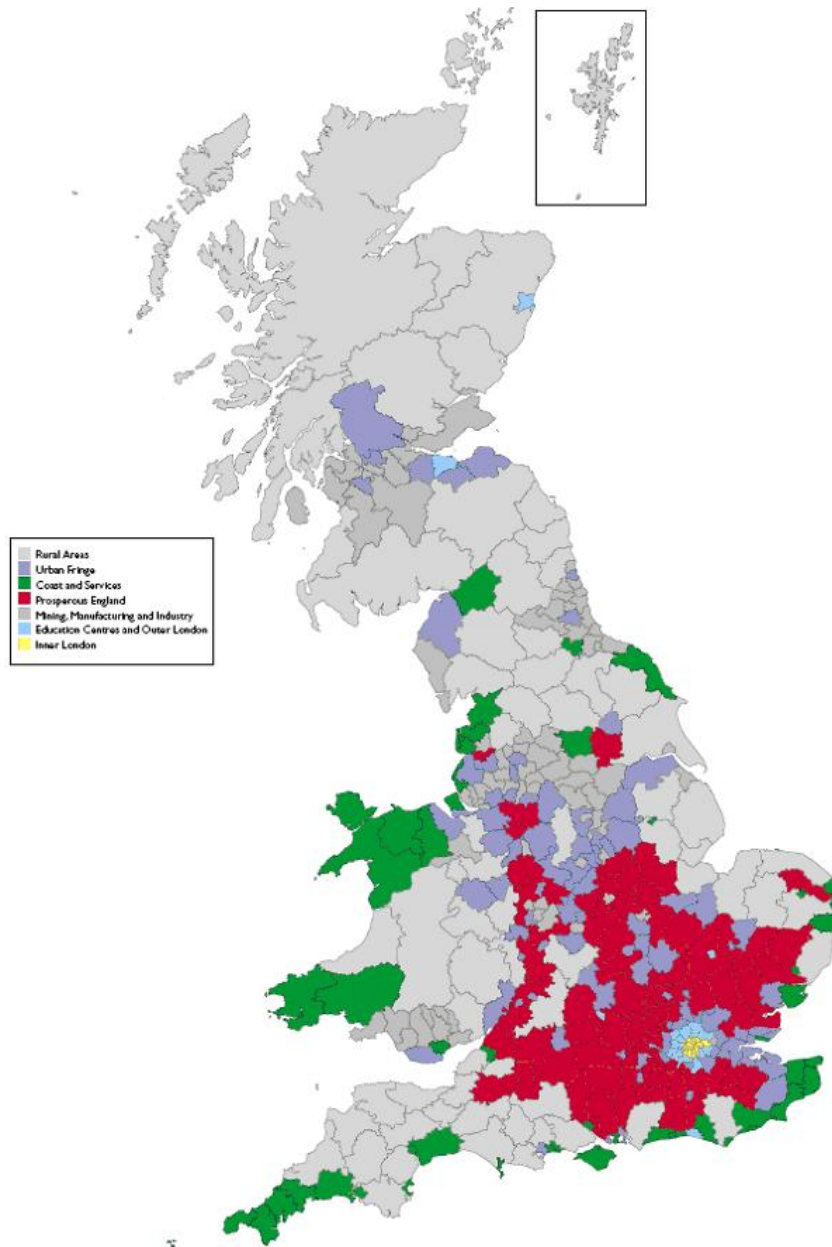 Rural Areas
Urban Fringe
Coast and Services
Prosperous England
Mining, Manufacturing and Industry
Education Centres and Outer London
Inner London